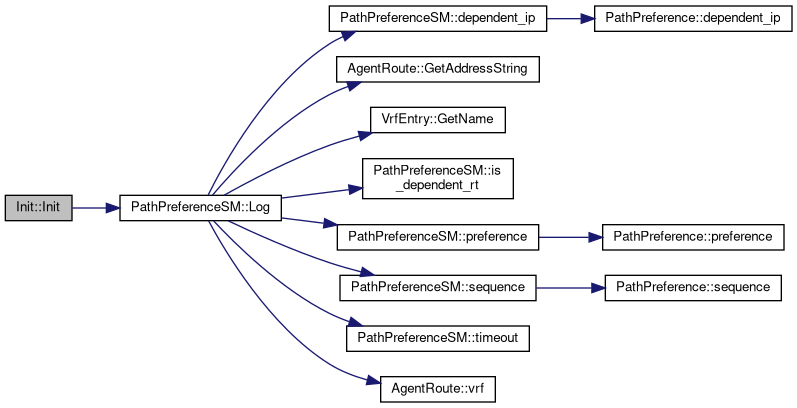 PathPreferenceSM::dependent_ip
PathPreference::dependent_ip
AgentRoute::GetAddressString
VrfEntry::GetName
PathPreferenceSM::is
_dependent_rt
Init::Init
PathPreferenceSM::Log
PathPreferenceSM::preference
PathPreference::preference
PathPreferenceSM::sequence
PathPreference::sequence
PathPreferenceSM::timeout
AgentRoute::vrf